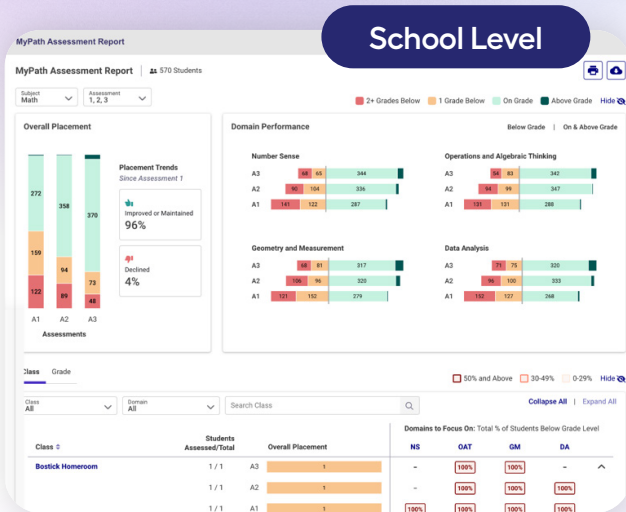 School Level
MyPath Assessment Report
MyPath Assessment Report | 570 Students
Subject
Math
Assessment
1, 2, 3
2+ Grades Below 1 Grade Below On Grade Above Grade Hide
Overall Placement
272
159
122
A1
358
94
89
A2
370
73
48
A3
Assessments
Placement Trends
Since Assessment 1
Improved or Maintained
96%
Declined
4%
Domain Performance
Below Grade | On & Above Grade
Number Sense
A3 68 65 344
A2 90 104 336
A1 141 122 287
Operations and Algebraic Thinking
A3 54 83 342
A2 94 99 347
A1 131 131 288
Geometry and Measurement
A3 68 81 317
A2 106 96 320
A1 121 152 279
Data Analysis
A3 71 75 320
A2 96 100 333
A1 152 127 268
Class Grade
50% and Above 30-49% 0-29% Hide
Class
All
Domain
All
Search Class
Collapse All | Expand All
Domains to Focus On: Total % of Students Below Grade Level
Class Students Assessed/Total Overall Placement NS OAT GM DA
Bostick Homeroom 1 / 1 A3 1 - 100% 100% -
1 / 1 A2 1 - 100% 100% 100%
1 / 1 A1 1 100% 100% 100% 100%